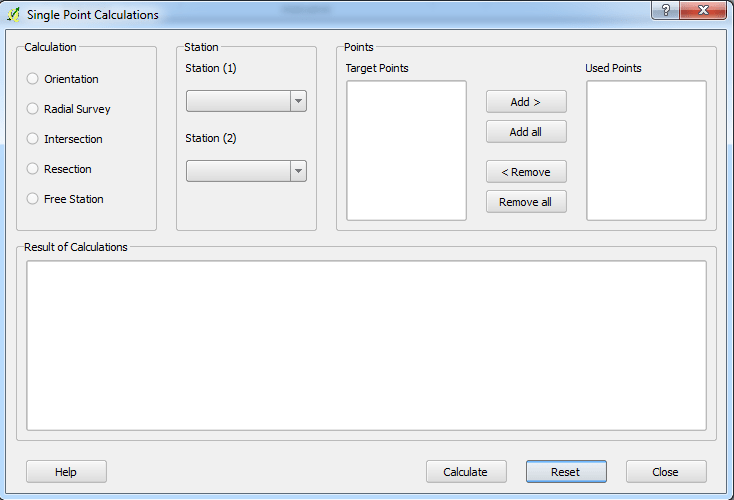 Single Point Calculations
Calculation
Orientation
Radial Survey
Intersection
Resection
Free Station
Station
Station (1)
Station (2)
Points
Target Points
Add >
Add all
< Remove
Remove all
Used Points
Result of Calculations
Help
Calculate
Reset
Close